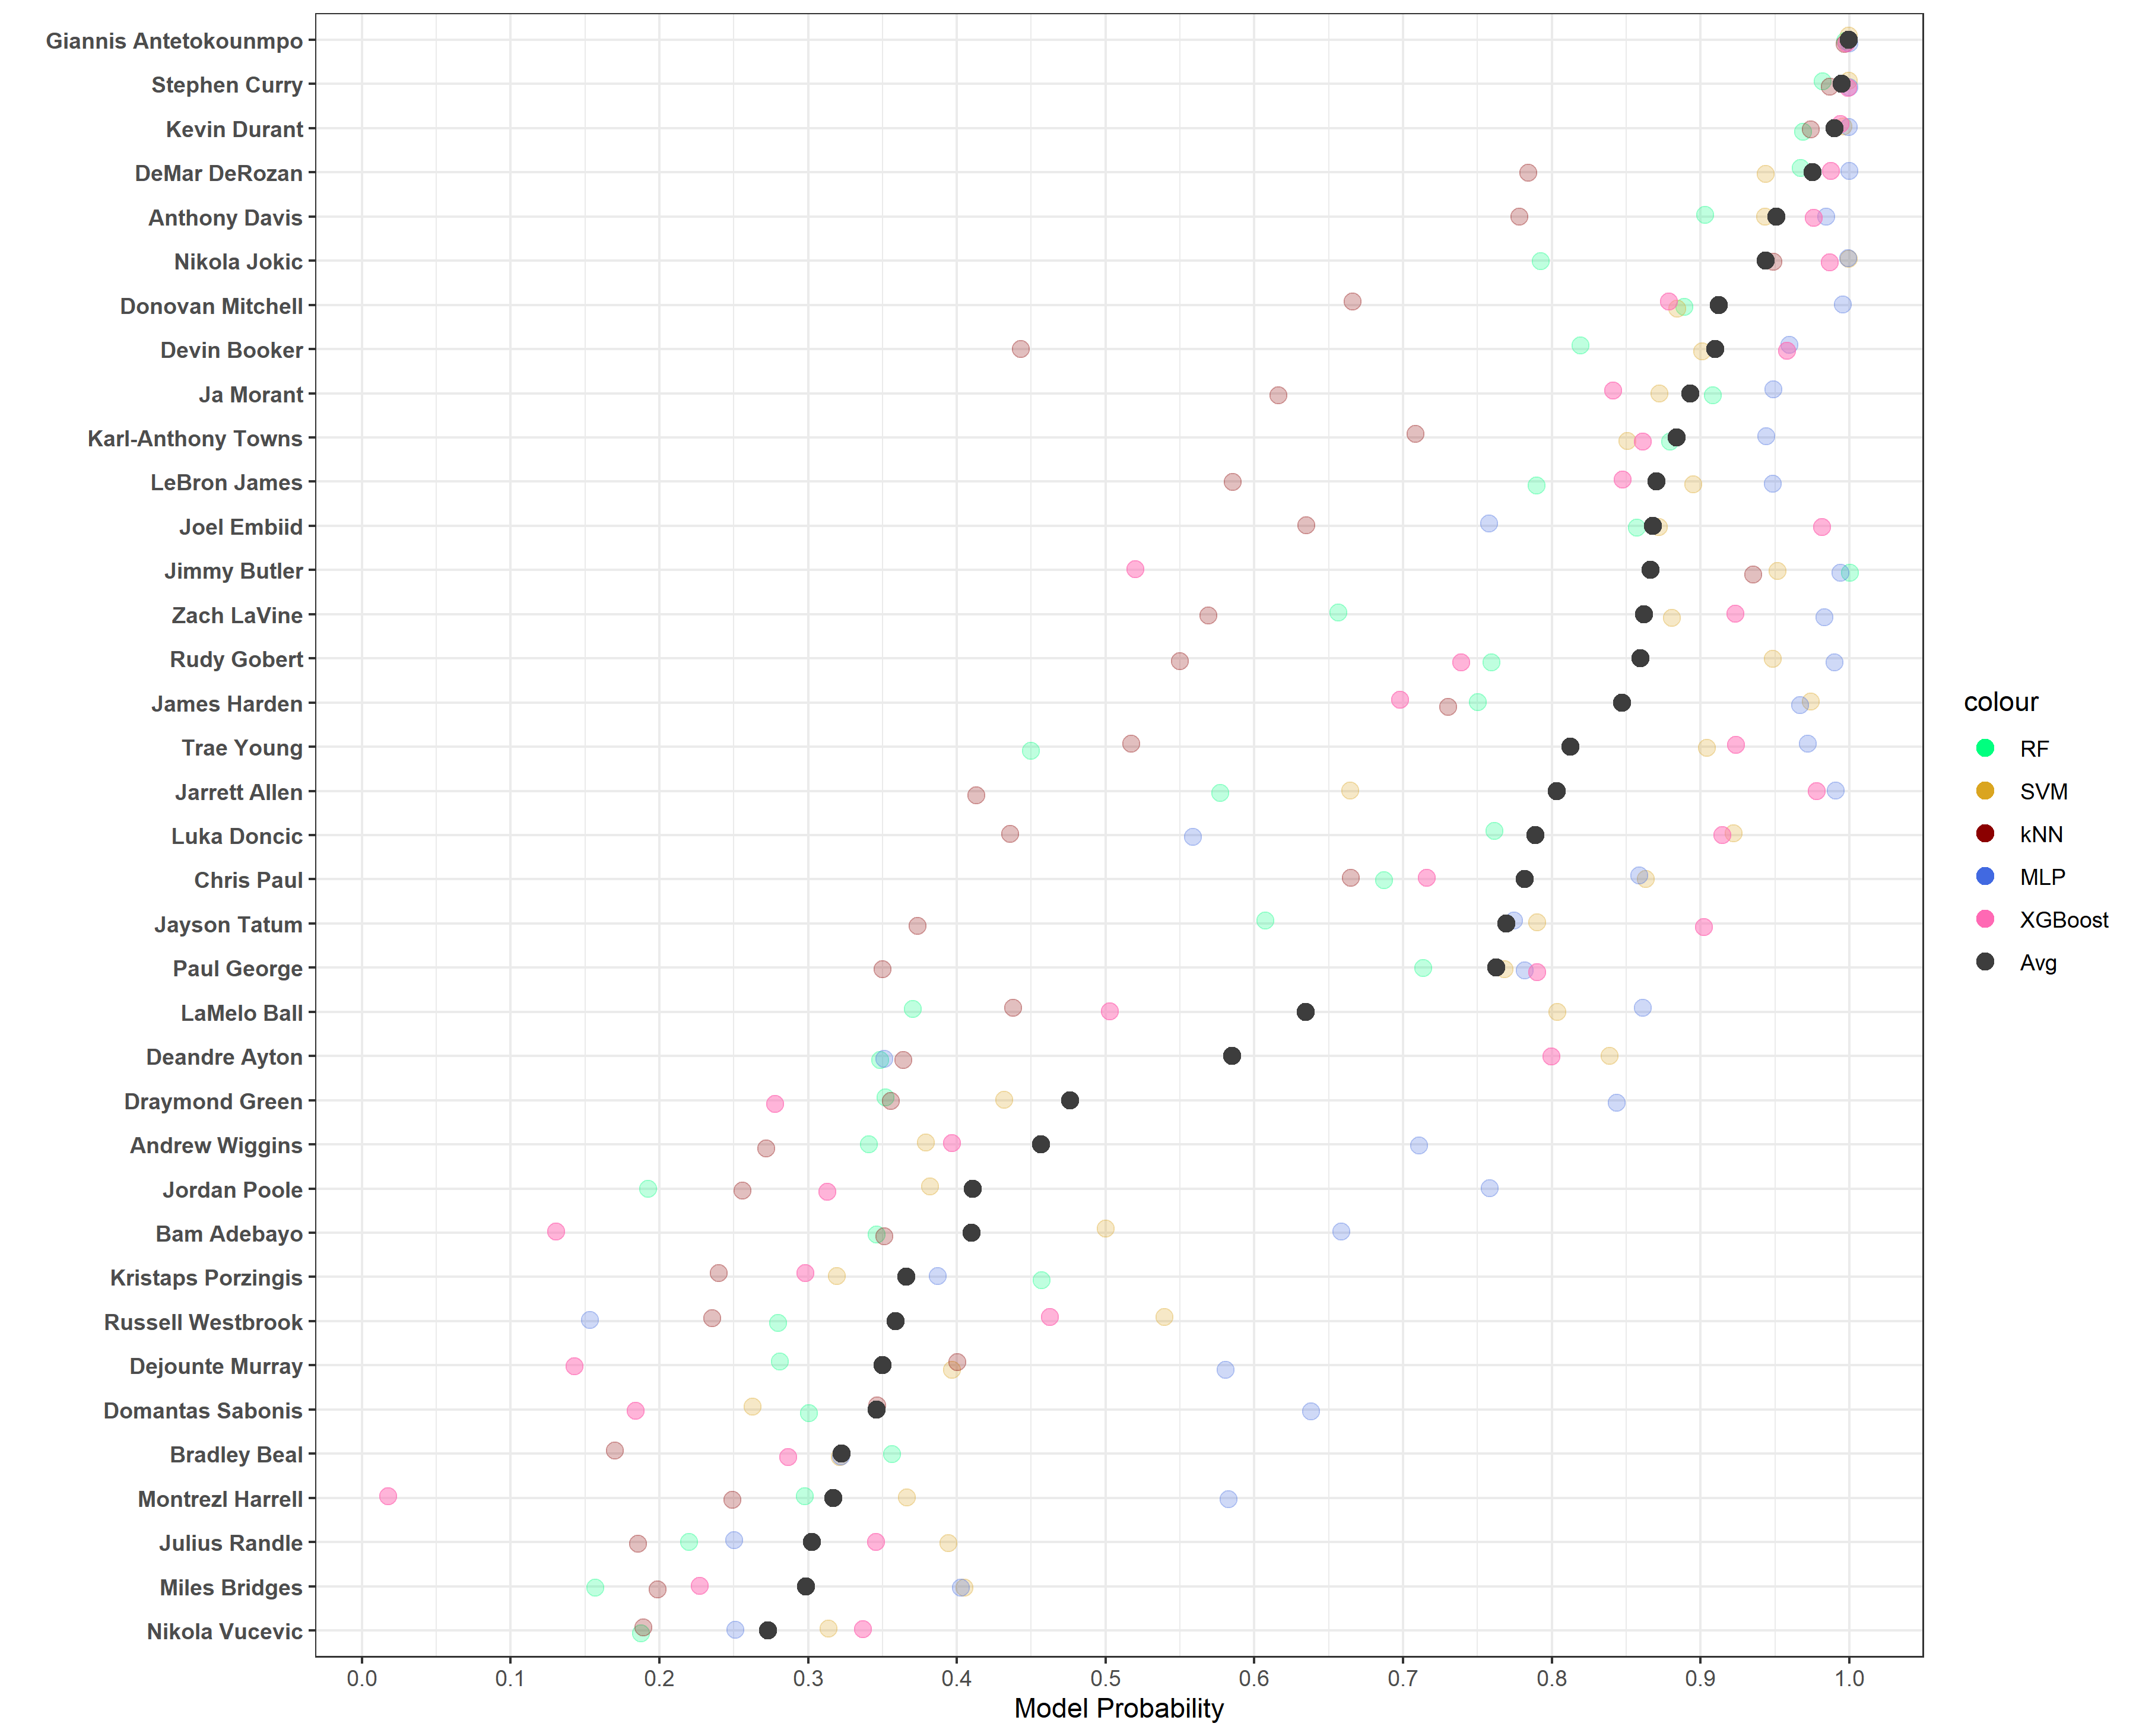 Giannis Antetokounmpo
Stephen Curry
Kevin Durant
DeMar DeRozan
Anthony Davis
Nikola Jokic
Donovan Mitchell
Devin Booker
Ja Morant
Karl-Anthony Towns
LeBron James
Joel Embiid
Jimmy Butler
Zach LaVine
Rudy Gobert
James Harden
Trae Young
Jarrett Allen
Luka Doncic
Chris Paul
Jayson Tatum
Paul George
LaMelo Ball
Deandre Ayton
Draymond Green
Andrew Wiggins
Jordan Poole
Bam Adebayo
Kristaps Porzingis
Russell Westbrook
Dejounte Murray
Domantas Sabonis
Bradley Beal
Montrezl Harrell
Julius Randle
Miles Bridges
Nikola Vucevic
0.0 0.1 0.2 0.3 0.4 0.5 0.6 0.7 0.8 0.9 1.0
Model Probability
colour
RF
SVM
kNN
MLP
XGBoost
Avg